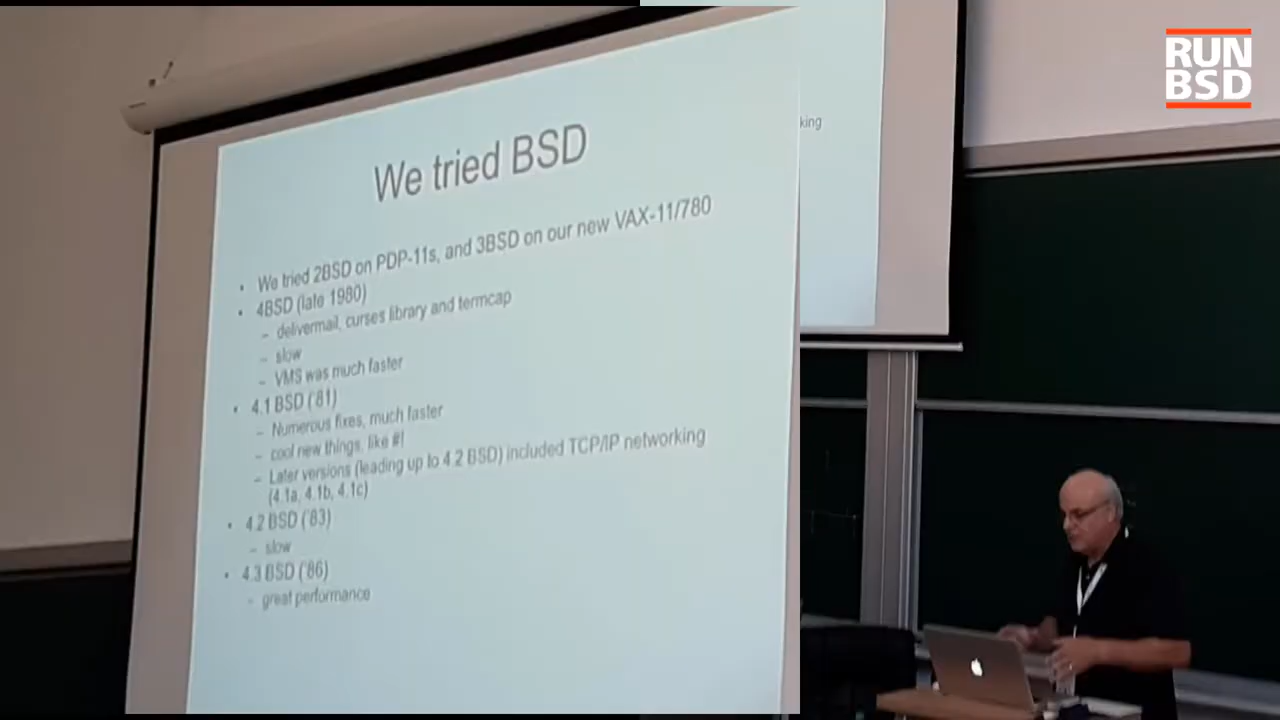 RUN
BSD
king
We tried BSD
• We tried 2BSD on PDP-11s, and 3BSD on our new VAX-11/780
• 4BSD (late 1980)
– delivermail, curses library and termcap
– slow
– VMS was much faster
• 4.1 BSD ('81)
– Numerous fixes, much faster
– cool new things, like #!
– Later versions (leading up to 4.2 BSD) included TCP/IP networking
(4.1a, 4.1b, 4.1c)
• 4.2 BSD ('83)
– slow
• 4.3 BSD ('86)
– great performance